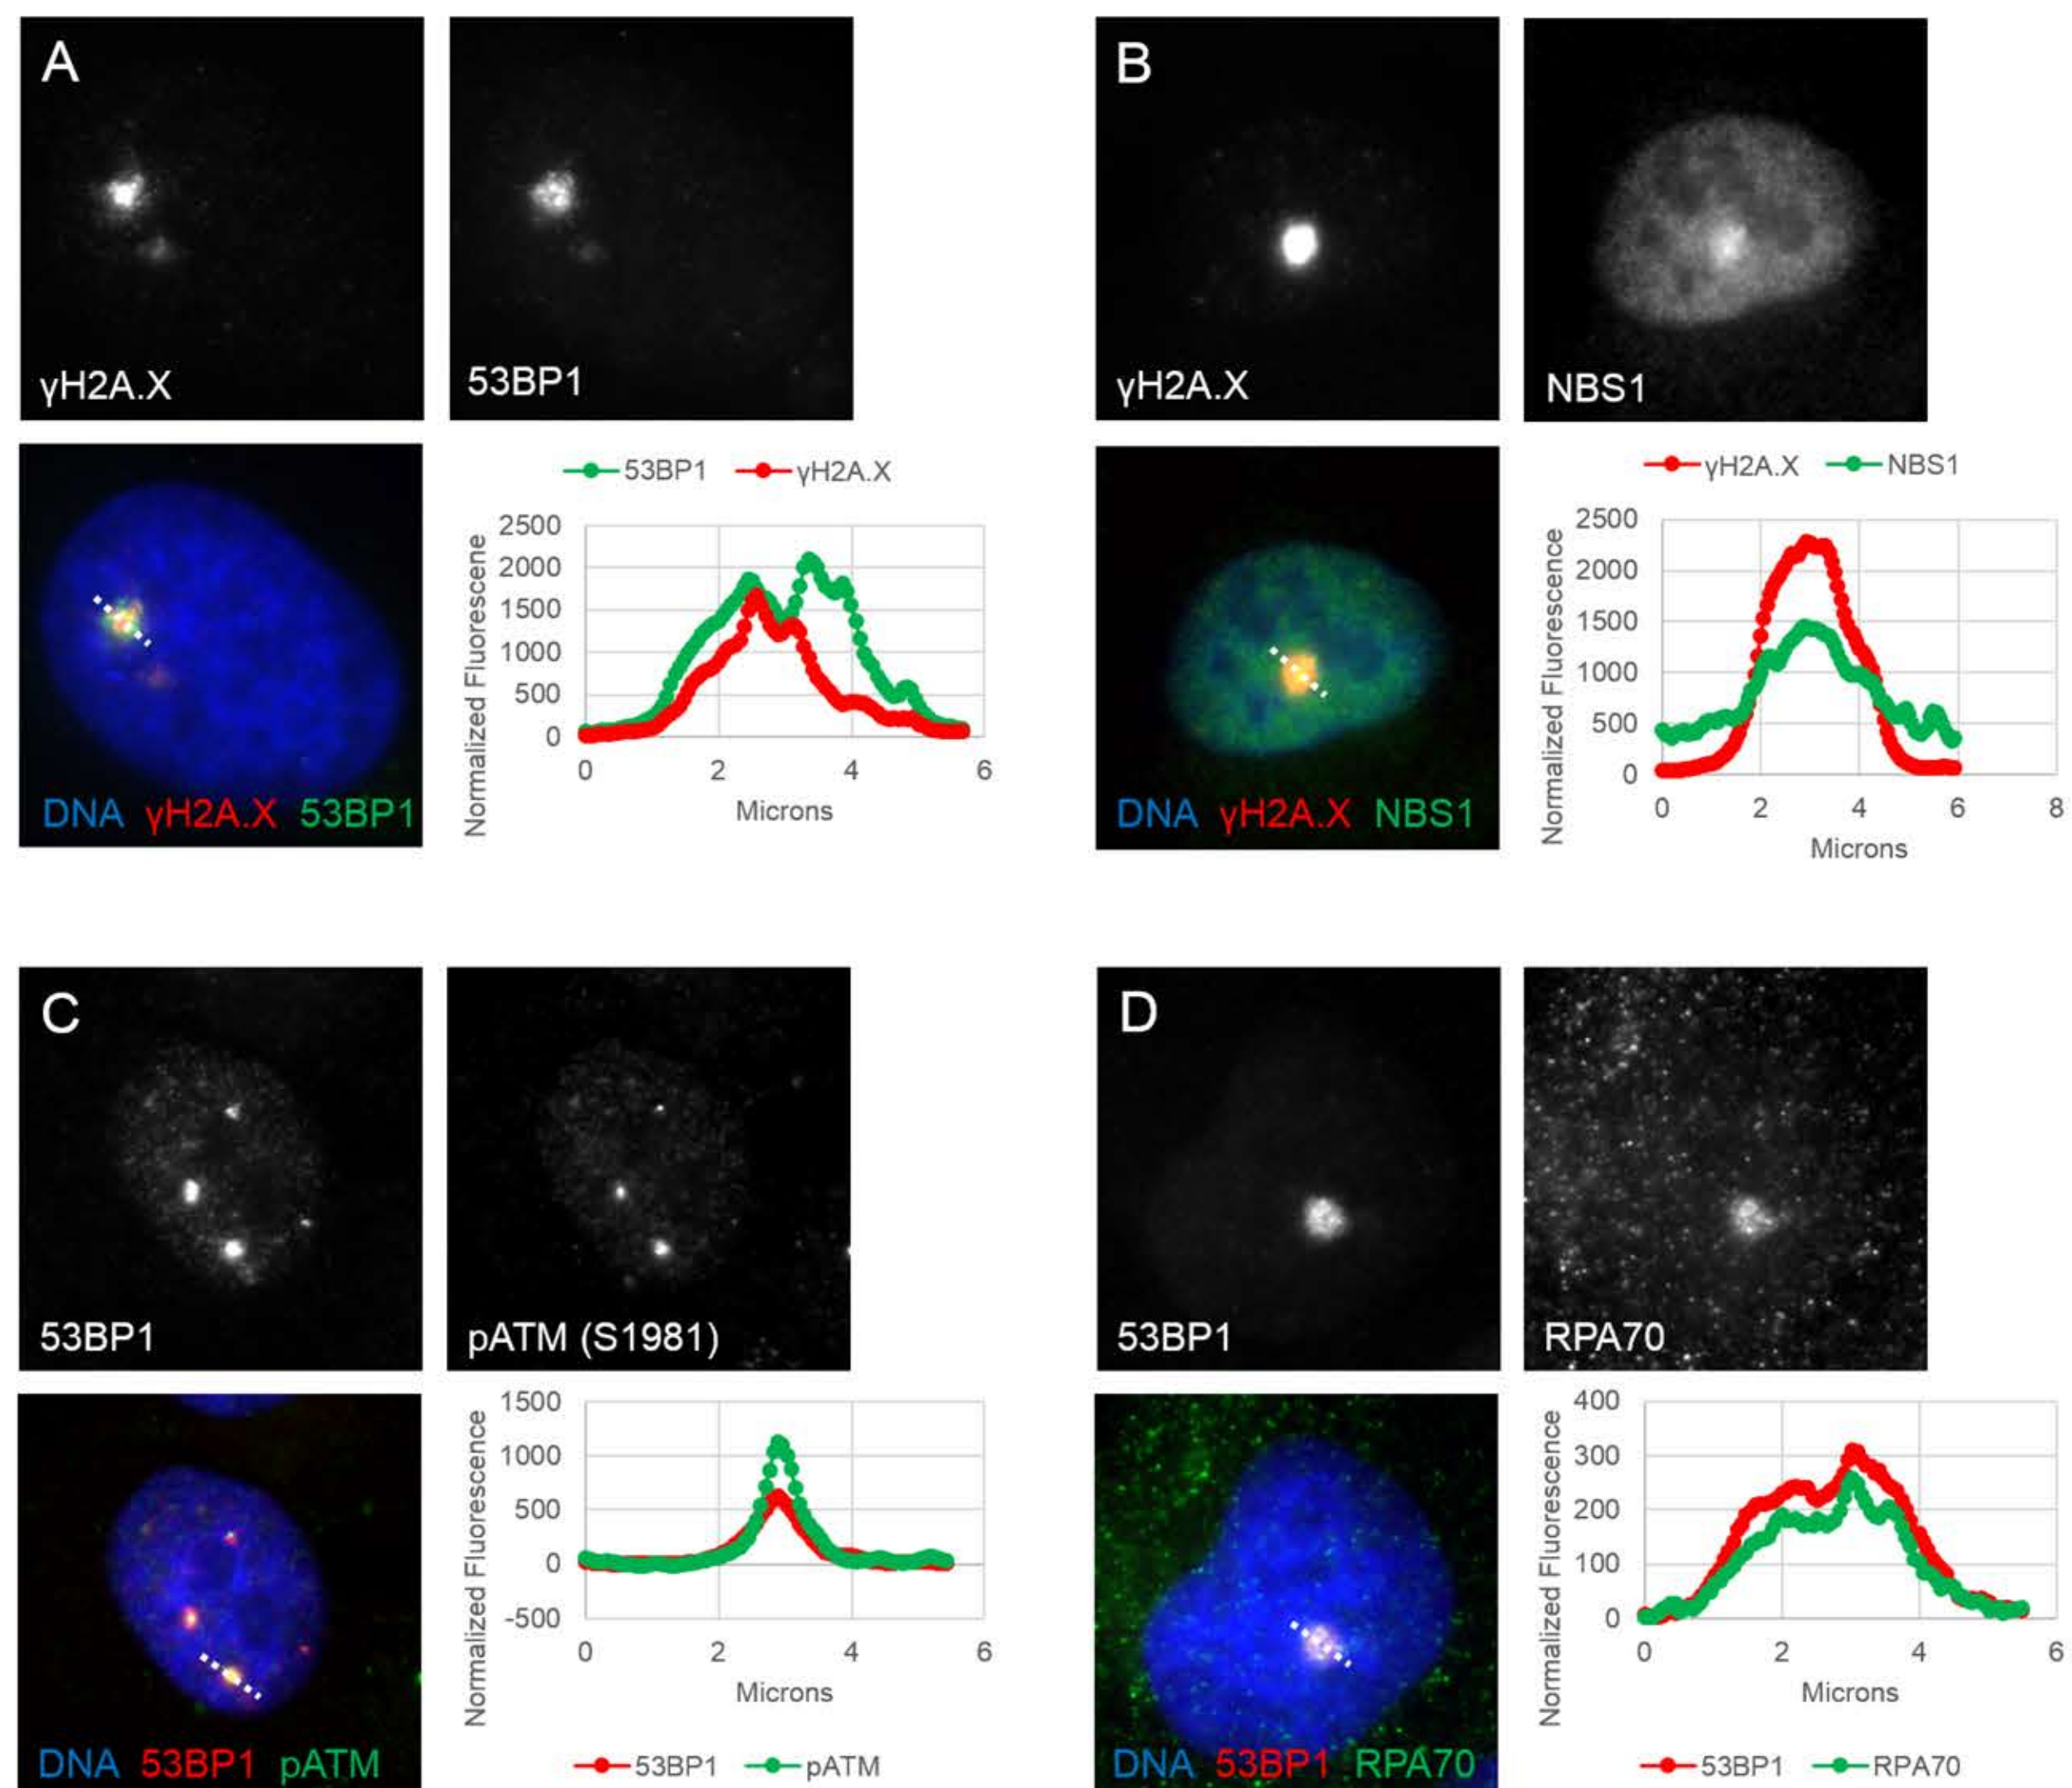 A
γH2A.X
53BP1
DNA γH2A.X 53BP1
53BP1 γH2A.X
Normalized Fluorescene
2500
2000
1500
1000
500
0
0 2 4 6
Microns
B
γH2A.X
NBS1
DNA γH2A.X NBS1
γH2A.X NBS1
Normalized Fluorescence
2500
2000
1500
1000
500
0
0 2 4 6 8
Microns
C
53BP1
pATM (S1981)
DNA 53BP1 pATM
Normalized Fluorescence
1500
1000
500
0
-500
0 2 4 6
Microns
53BP1 pATM
D
53BP1
RPA70
DNA 53BP1 RPA70
Normalized Fluorescence
400
300
200
100
0
0 2 4 6
Microns
53BP1 RPA70